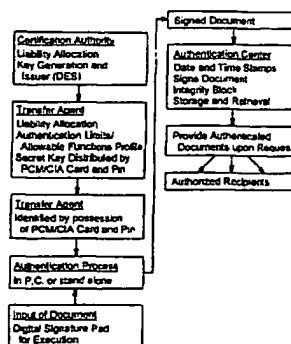 Certification Authority
Liability Allocation
Key Generation and
Issuer (DES)
Transfer Agent
Liability Allocation
Authentication Limits/
Allowable Functions Profile
Secret Key Distributed by
PCM/CIA Card and Pin
Transfer Agent
Identified by possession
of PCM/CIA Card and Pin
Authentication Process
in P.C. or stand alone
Input of Document
Digital Signature Pad
for Execution
Signed Document
Authentication Center
Date and Time Stamps
Signs Document
Integrity Block
Storage and Retrieval
Provide Authenticated
Documents upon Request
Authorized Recipients